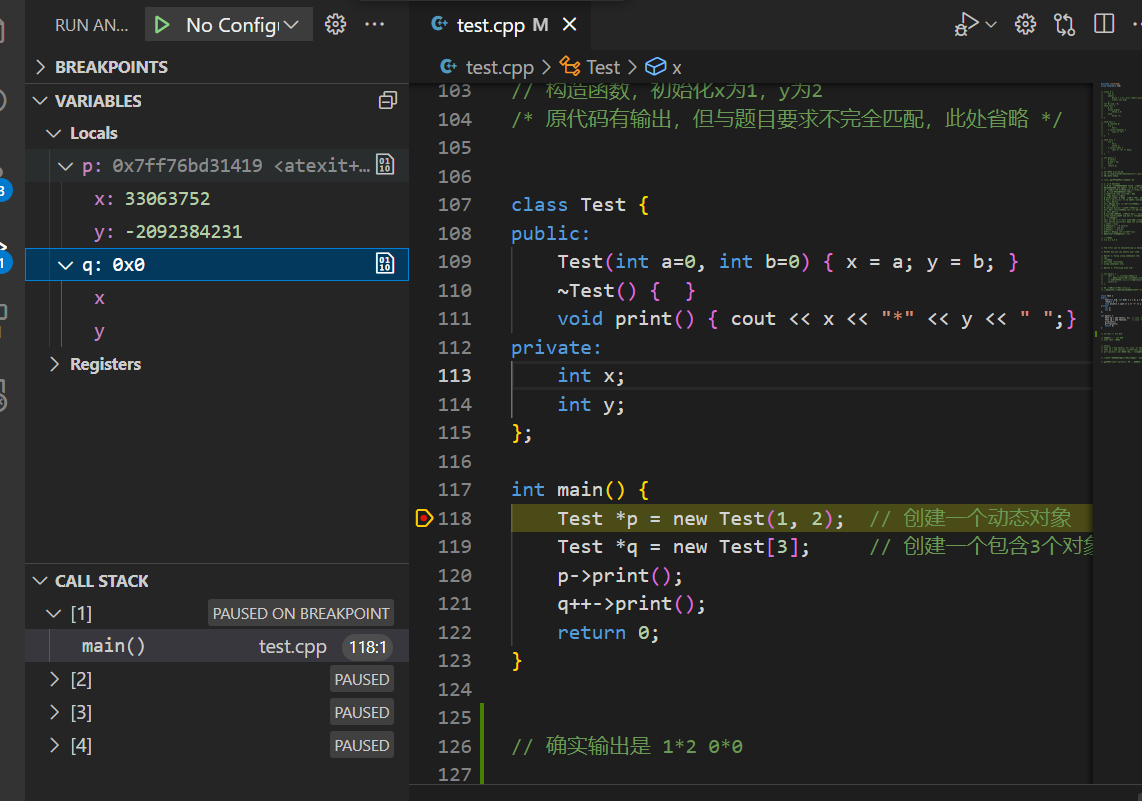 RUN AN...
No Config
test.cpp M
test.cpp > Test > x
BREAKPOINTS
VARIABLES
Locals
p: 0x7ff76bd31419 <atexit+...
x: 33063752
y: -2092384231
q: 0x0
x
y
Registers
CALL STACK
[1] PAUSED ON BREAKPOINT
main() test.cpp 118:1
[2] PAUSED
[3] PAUSED
[4] PAUSED
103 // 构造函数，初始化x为1，y为2
104 /* 原代码有输出，但与题目要求不完全匹配，此处省略 */
105
106
107 class Test {
108 public:
109     Test(int a=0, int b=0) { x = a; y = b; }
110     ~Test() {  }
111     void print() { cout << x << "*" << y << " ";}
112 private:
113     int x;
114     int y;
115 };
116
117 int main() {
118     Test *p = new Test(1, 2);  // 创建一个动态对象
119     Test *q = new Test[3];     // 创建一个包含3个对象
120     p->print();
121     q++->print();
122     return 0;
123 }
124
125
126 // 确实输出是 1*2 0*0
127